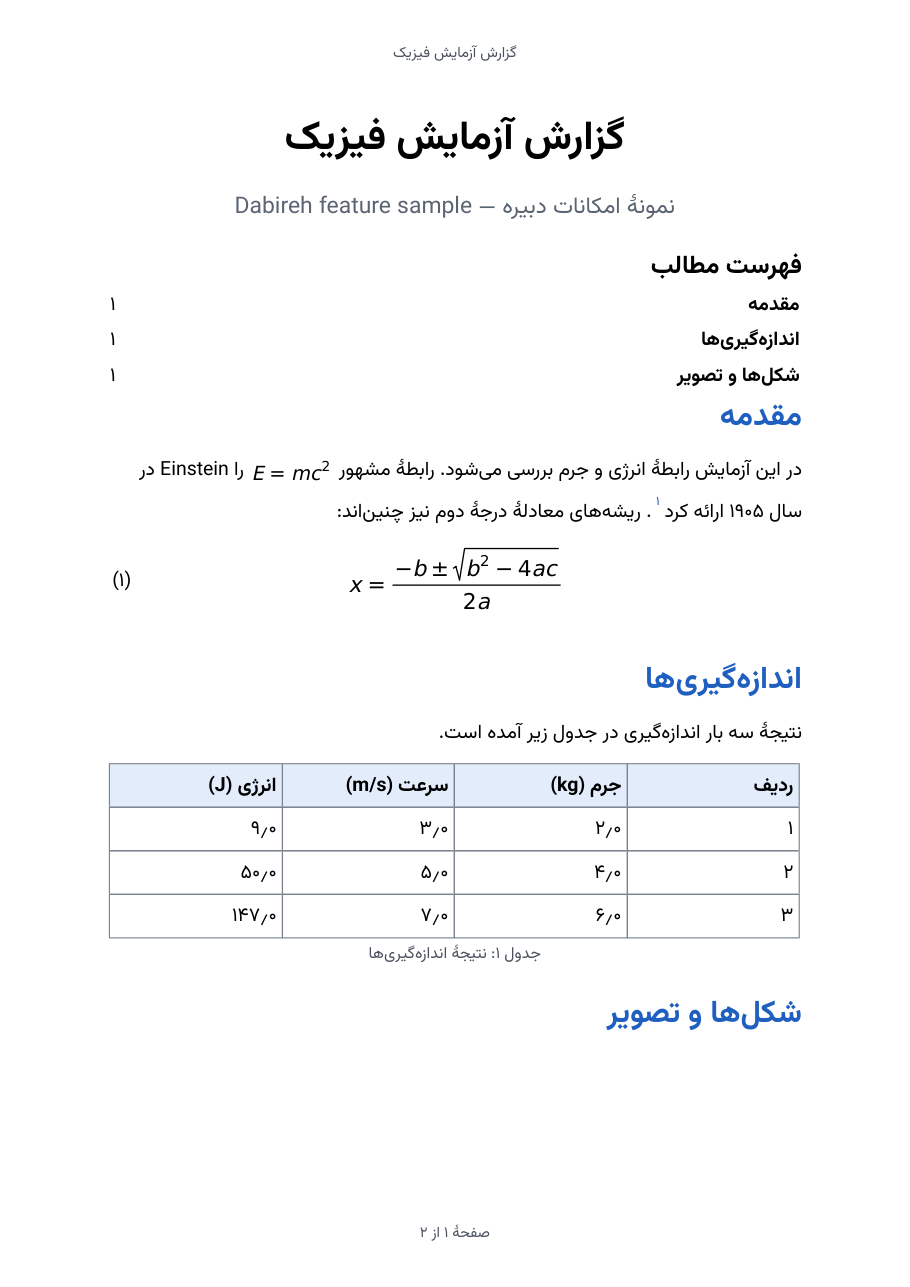 گزارش آزمایش فیزیک
گزارش آزمایش فیزیک
نمونهٔ امکانات دبیره — Dabireh feature sample
فهرست مطالب
مقدمه ۱
اندازه‌گیری‌ها ۱
شکل‌ها و تصویر ۱
مقدمه
در این آزمایش رابطهٔ انرژی و جرم بررسی می‌شود. رابطهٔ مشهور E = mc² را Einstein در
سال ۱۹۰۵ ارائه کرد۱. ریشه‌های معادلهٔ درجهٔ دوم نیز چنین‌اند:
x = (−b ± √(b² − 4ac)) / 2a (۱)
اندازه‌گیری‌ها
نتیجهٔ سه بار اندازه‌گیری در جدول زیر آمده است.
ردیف جرم (kg) سرعت (m/s) انرژی (J)
۱ ۲٫۰ ۳٫۰ ۹٫۰
۲ ۴٫۰ ۵٫۰ ۵۰٫۰
۳ ۶٫۰ ۷٫۰ ۱۴۷٫۰
جدول ۱: نتیجهٔ اندازه‌گیری‌ها
شکل‌ها و تصویر
صفحهٔ ۱ از ۲